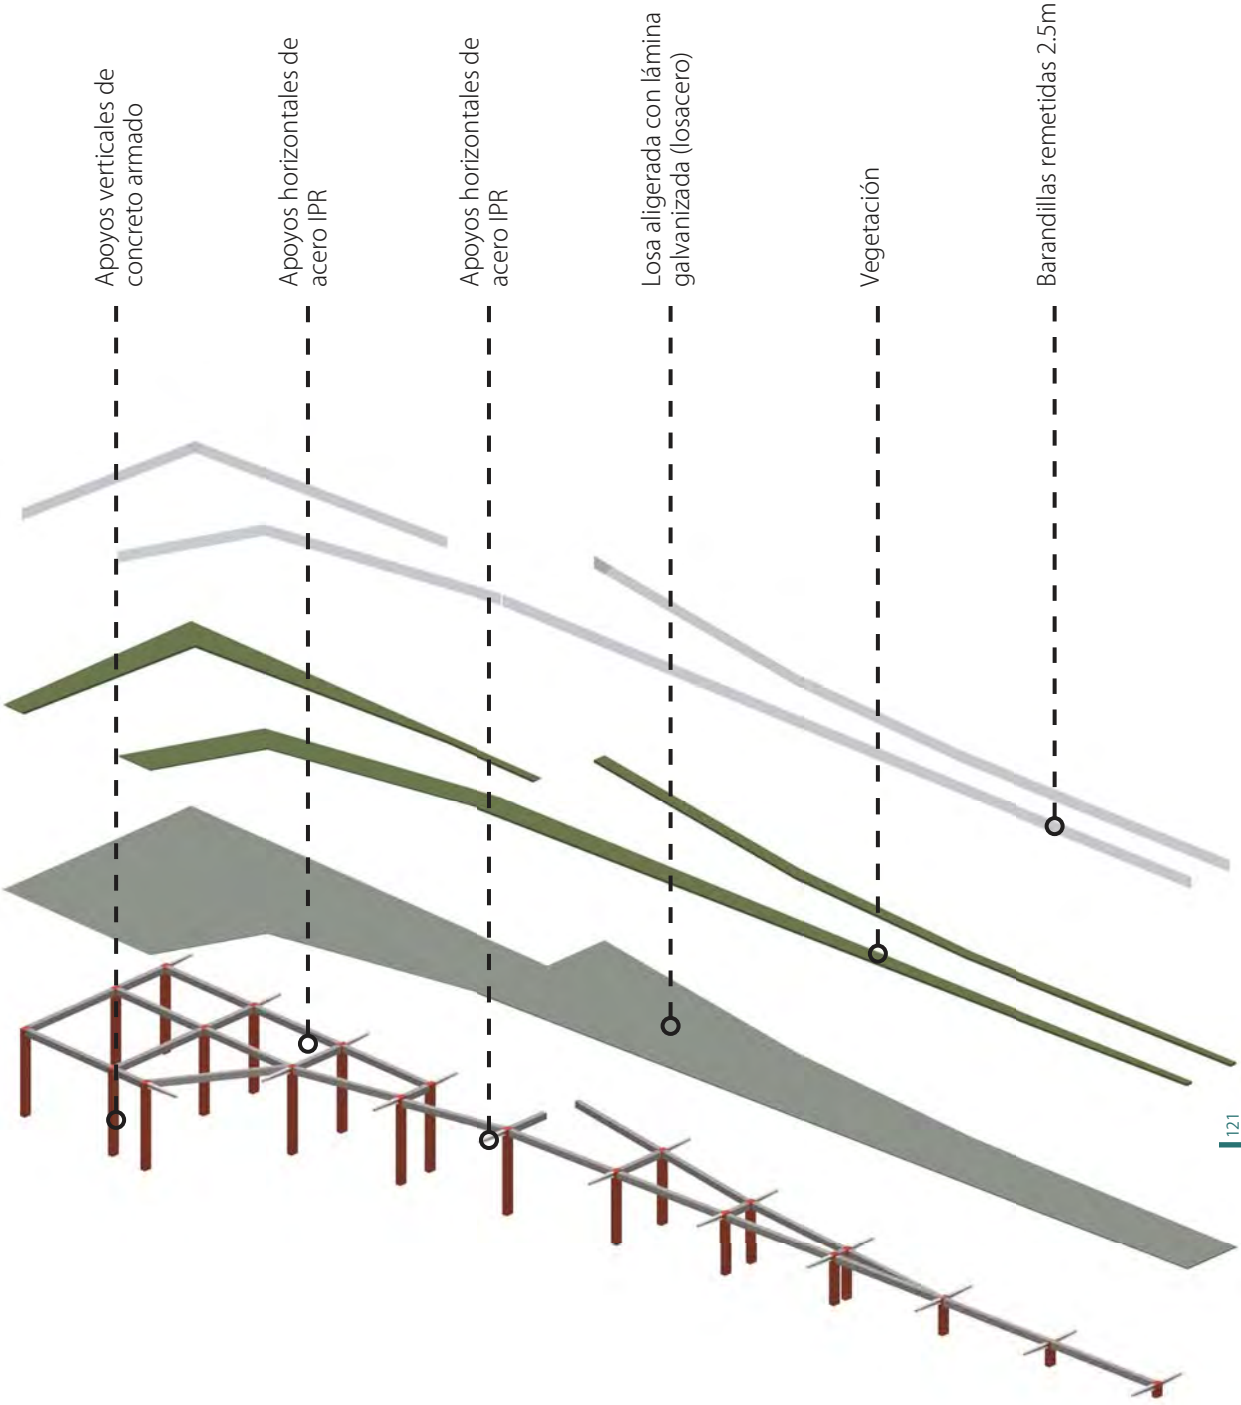 Apoyos verticales de
concreto armado
Apoyos horizontales de
acero IPR
Apoyos horizontales de
acero IPR
Losa aligerada con lámina
galvanizada (losacero)
Vegetación
Barandillas remetidas 2.5m
121